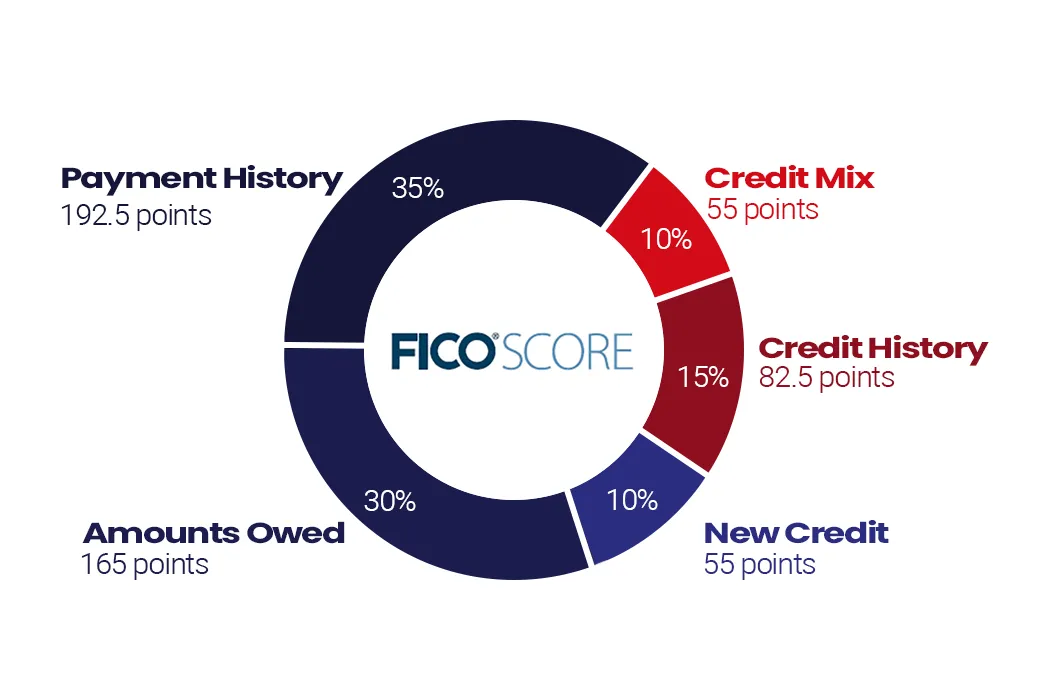 Payment History
192.5 points
35%
Credit Mix
55 points
10%
FICO® SCORE
Credit History
82.5 points
15%
Amounts Owed
165 points
30%
New Credit
55 points
10%